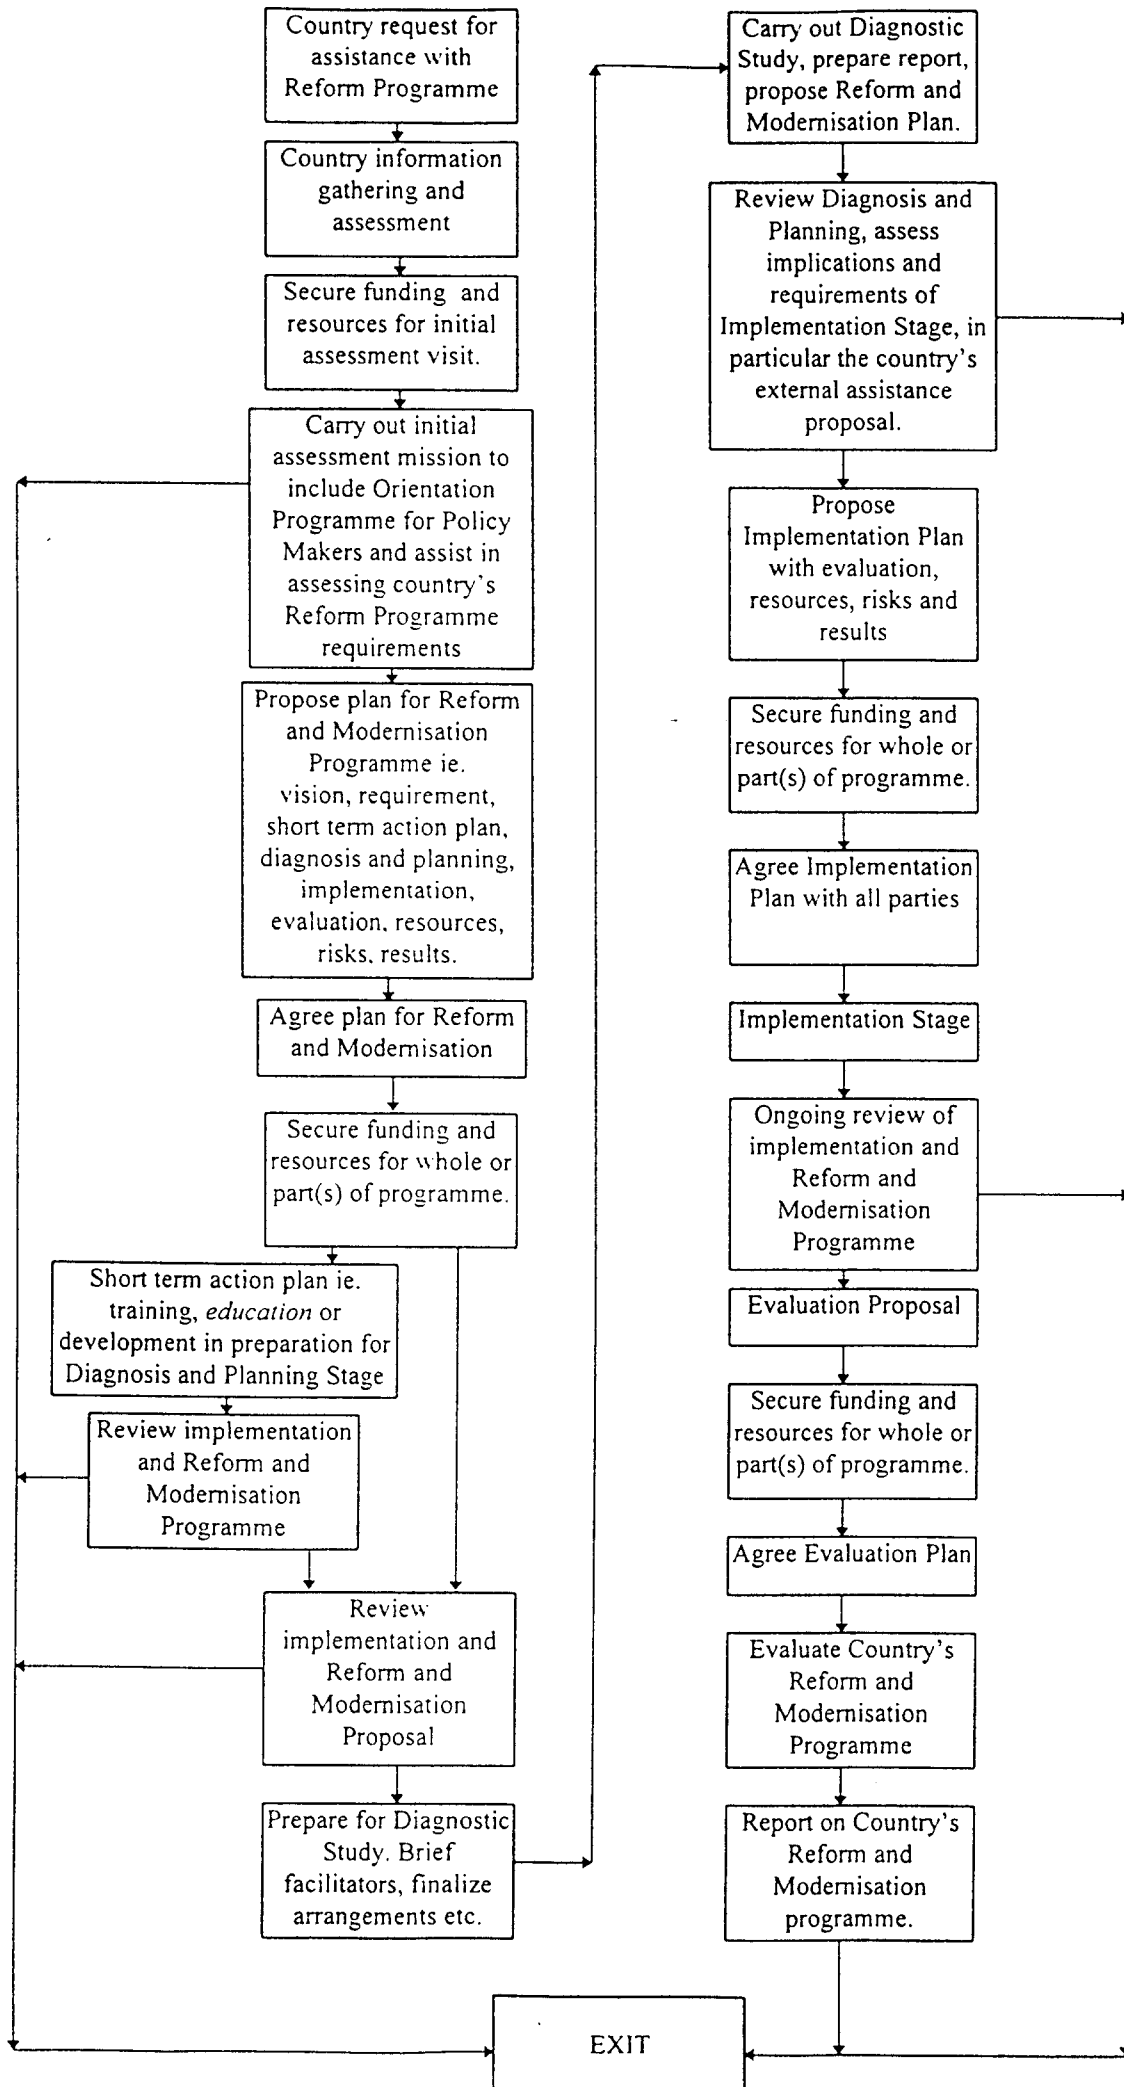 Country request for
assistance with
Reform Programme
Country information
gathering and
assessment
Secure funding and
resources for initial
assessment visit.
Carry out initial
assessment mission to
include Orientation
Programme for Policy
Makers and assist in
assessing country's
Reform Programme
requirements
Propose plan for Reform
and Modernisation
Programme ie.
vision, requirement,
short term action plan,
diagnosis and planning,
implementation,
evaluation, resources,
risks, results.
Agree plan for Reform
and Modernisation
Secure funding and
resources for whole or
part(s) of programme.
Short term action plan ie.
training, education or
development in preparation for
Diagnosis and Planning Stage
Review implementation
and Reform and
Modernisation
Programme
Review
implementation and
Reform and
Modernisation
Proposal
Prepare for Diagnostic
Study. Brief
facilitators, finalize
arrangements etc.
Carry out Diagnostic
Study, prepare report,
propose Reform and
Modernisation Plan.
Review Diagnosis and
Planning, assess
implications and
requirements of
Implementation Stage, in
particular the country's
external assistance
proposal.
Propose
Implementation Plan
with evaluation,
resources, risks and
results
Secure funding and
resources for whole or
part(s) of programme.
Agree Implementation
Plan with all parties
Implementation Stage
Ongoing review of
implementation and
Reform and
Modernisation
Programme
Evaluation Proposal
Secure funding and
resources for whole or
part(s) of programme.
Agree Evaluation Plan
Evaluate Country's
Reform and
Modernisation
Programme
Report on Country's
Reform and
Modernisation
programme.
EXIT